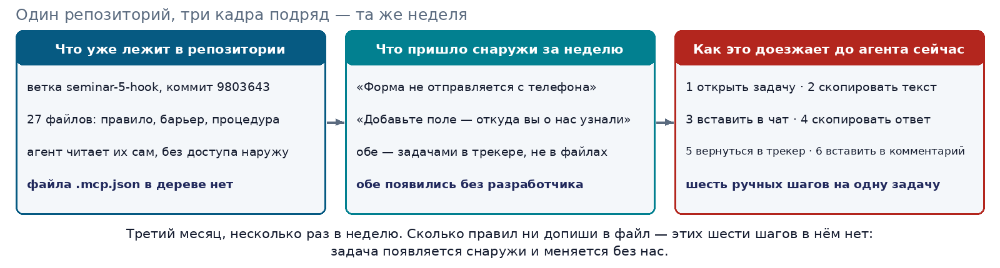 Один репозиторий, три кадра подряд — та же неделя
Что уже лежит в репозитории
ветка seminar-5-hook, коммит 9803643
27 файлов: правило, барьер, процедура
агент читает их сам, без доступа наружу
файла .mcp.json в дереве нет
Что пришло снаружи за неделю
«Форма не отправляется с телефона»
«Добавьте поле — откуда вы о нас узнали»
обе — задачами в трекере, не в файлах
обе появились без разработчика
Как это доезжает до агента сейчас
1 открыть задачу · 2 скопировать текст
3 вставить в чат · 4 скопировать ответ
5 вернуться в трекер · 6 вставить в комментарий
шесть ручных шагов на одну задачу
Третий месяц, несколько раз в неделю. Сколько правил ни допиши в файл — этих шести шагов в нём нет:
задача появляется снаружи и меняется без нас.